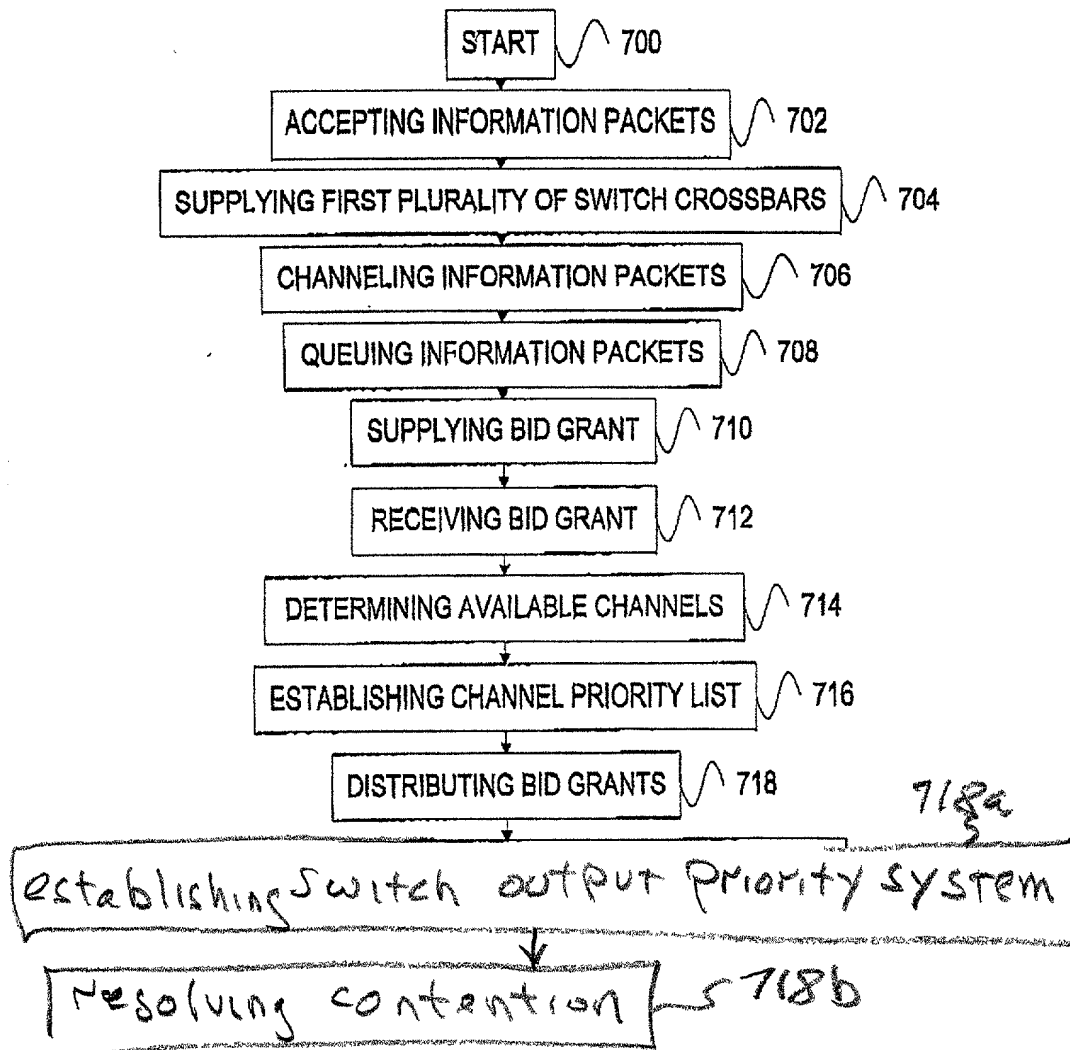 START 700
ACCEPTING INFORMATION PACKETS 702
SUPPLYING FIRST PLURALITY OF SWITCH CROSSBARS 704
CHANNELING INFORMATION PACKETS 706
QUEUING INFORMATION PACKETS 708
SUPPLYING BID GRANT 710
RECEIVING BID GRANT 712
DETERMINING AVAILABLE CHANNELS 714
ESTABLISHING CHANNEL PRIORITY LIST 716
DISTRIBUTING BID GRANTS 718
718a
establishing switch output priority system
resolving contention 718b